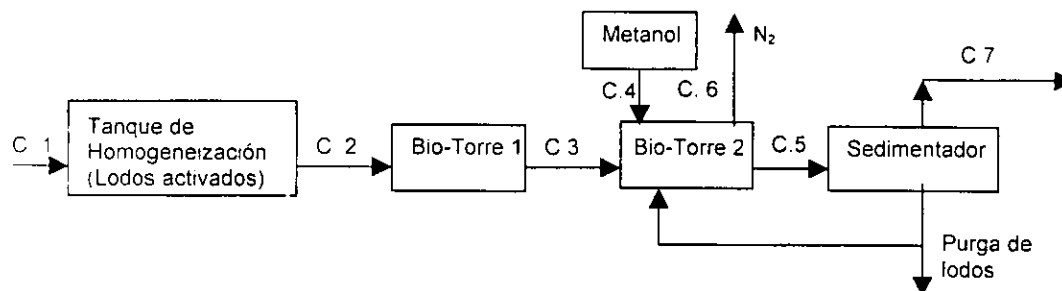 Metanol
N₂
C 7
C.4
C. 6
C 1
Tanque de
Homogeneización
(Lodos activados)
C 2
Bio-Torre 1
C 3
Bio-Torre 2
C.5
Sedimentador
Purga de
lodos